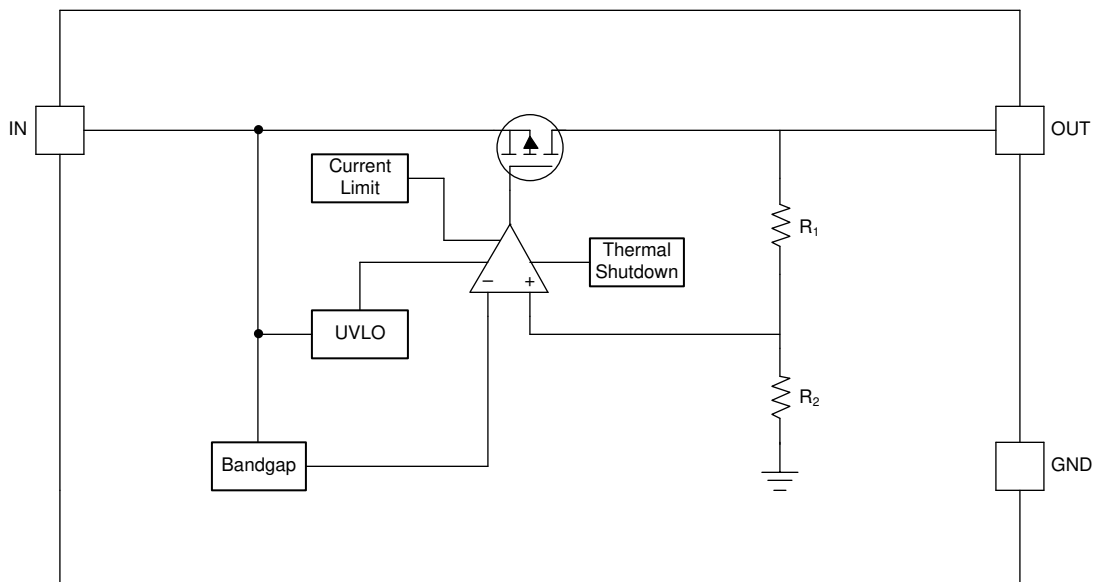 IN
OUT
Current
Limit
R₁
Thermal
Shutdown
− +
UVLO
R₂
Bandgap
GND